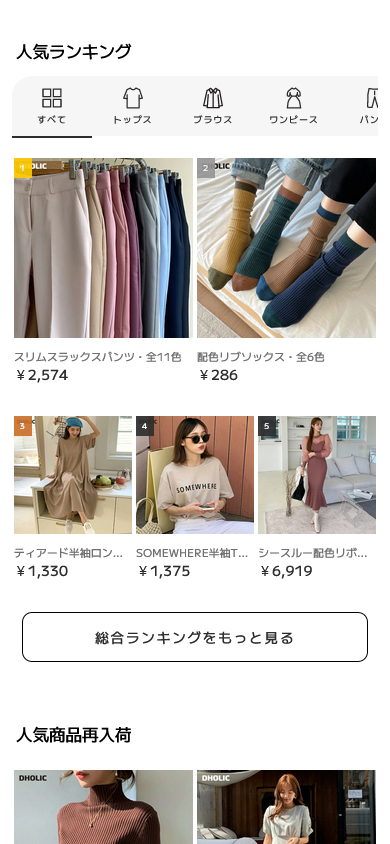 人気ランキング
すべて
トップス
ブラウス
ワンピース
パン
1
2
スリムスラックスパンツ・全11色
配色リブソックス・全6色
￥2,574
￥286
3
4
5
SOMEWHERE
ティアード半袖ロン...
SOMEWHERE半袖T...
シースルー配色リボ...
￥1,330
￥1,375
￥6,919
総合ランキングをもっと見る
人気商品再入荷
DHOLIC
DHOLIC